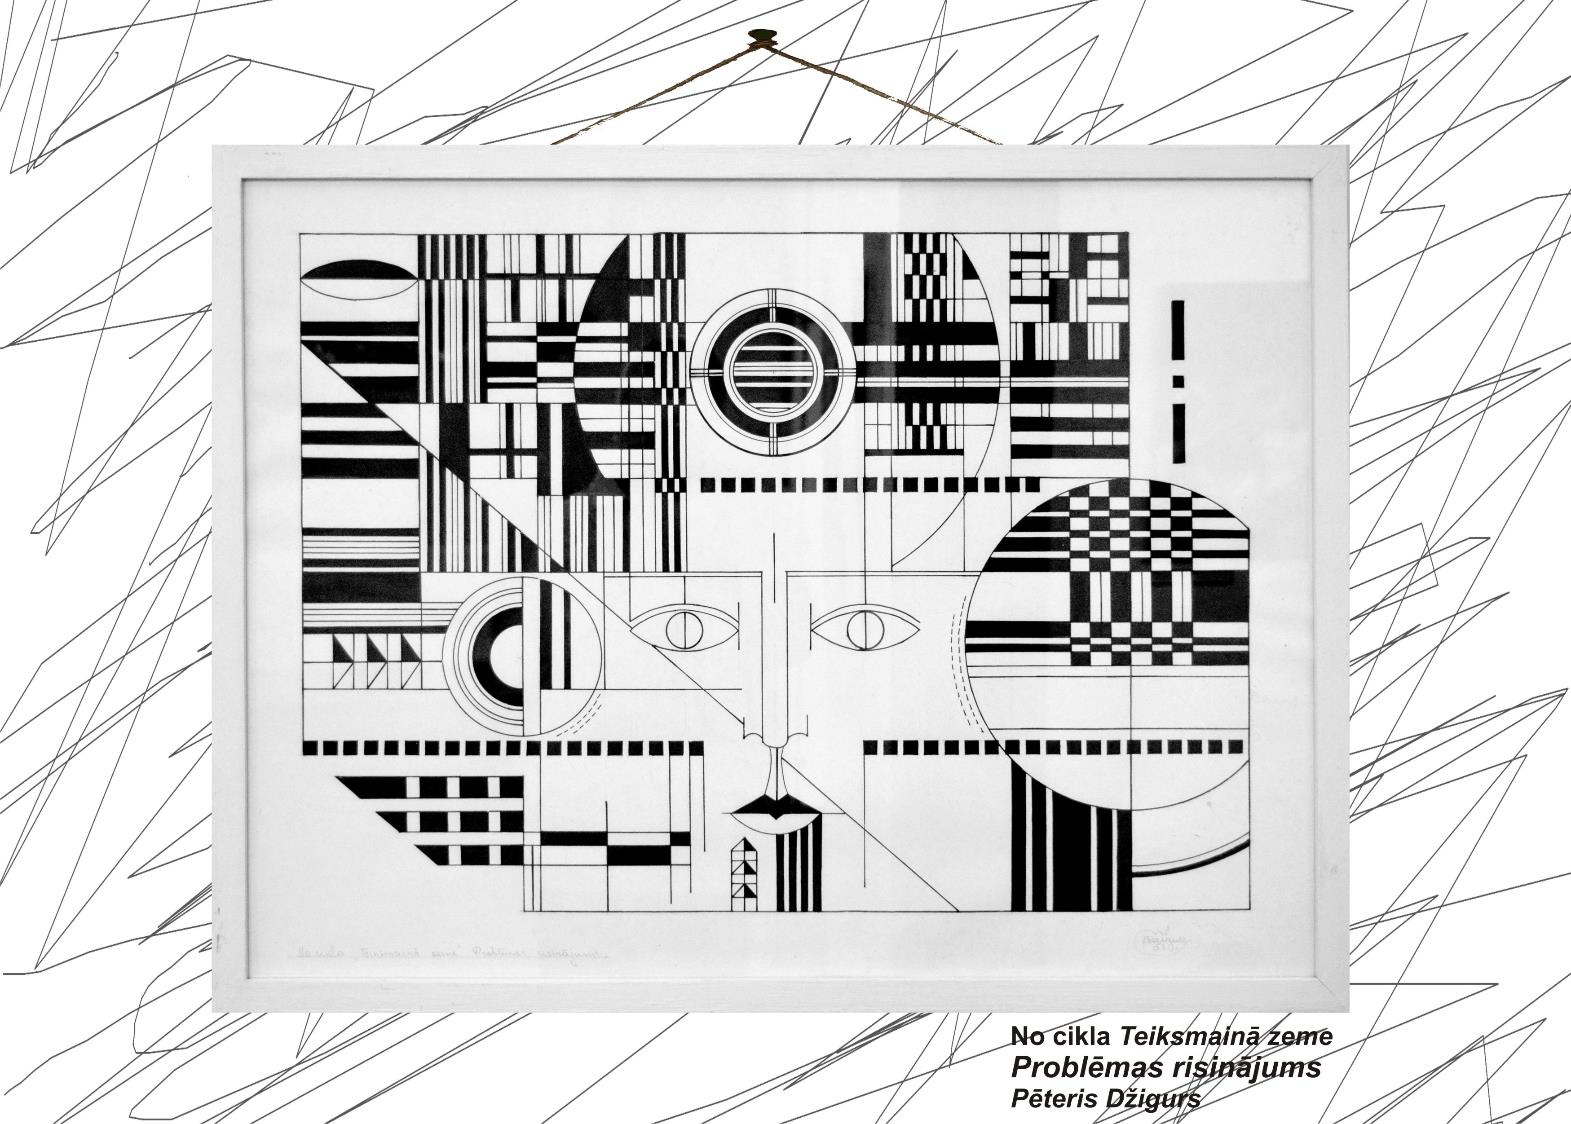 No cikla Teiksmainā zeme
Problēmas risinājums
Pēteris Džigurs